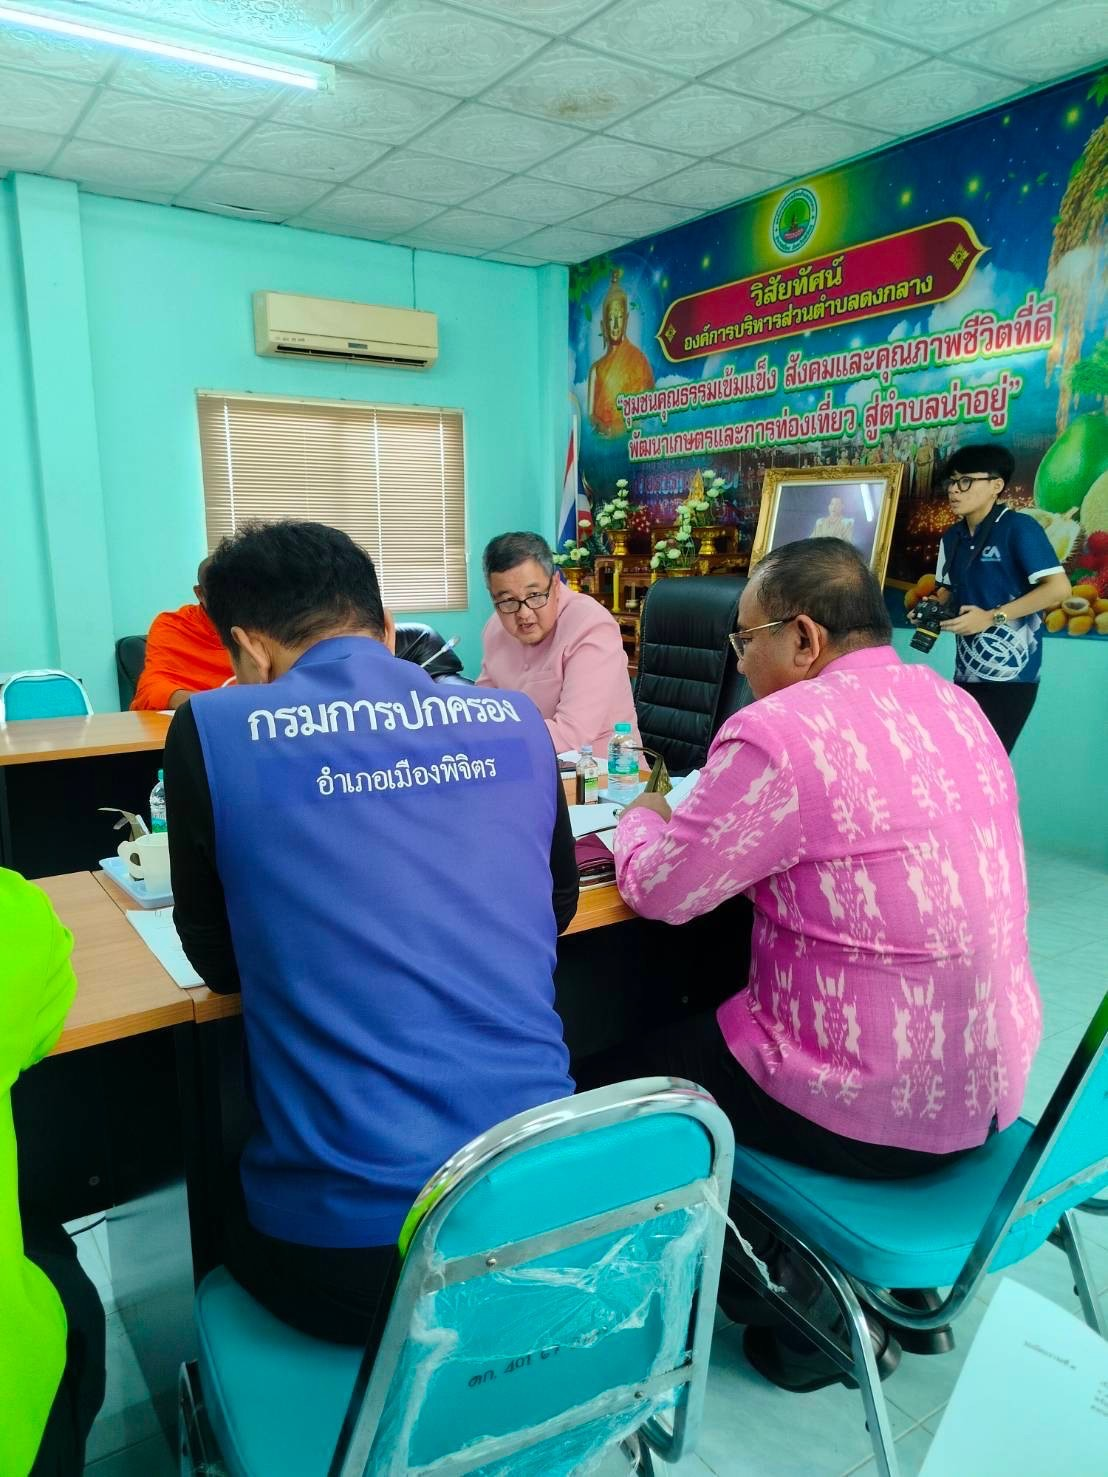 วิสัยทัศน์
องค์การบริหารส่วนตำบลดงกลาง
“ชุมชนคุณธรรมเข้มแข็ง สังคมและคุณภาพชีวิตที่ดี
พัฒนาเกษตรและการท่องเที่ยว สู่ตำบลน่าอยู่”
กรมการปกครอง
อำเภอเมืองพิจิตร
CA
401